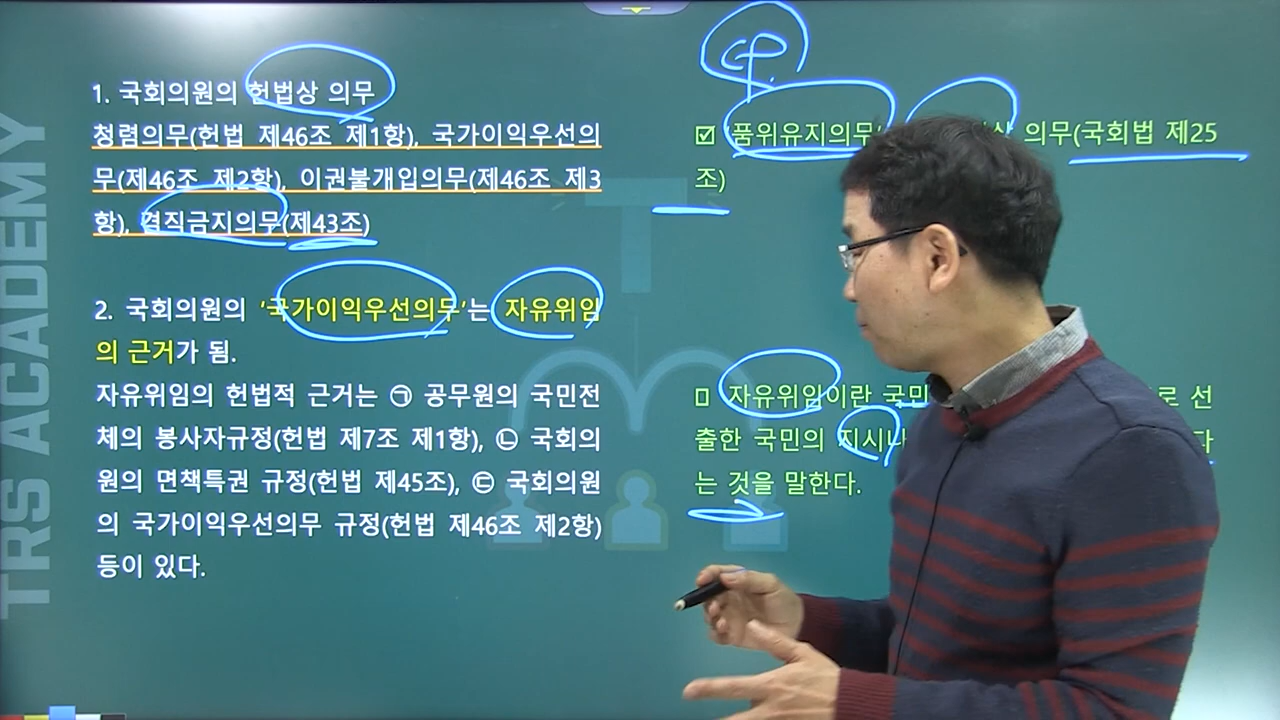 TRS ACADEMY
1. 국회의원의 헌법상 의무
청렴의무(헌법 제46조 제1항), 국가이익우선의
무(제46조 제2항), 이권불개입의무(제46조 제3
항), 겸직금지의무(제43조)
2. 국회의원의 '국가이익우선의무'는 자유위임
의 근거가 됨.
자유위임의 헌법적 근거는 ㉠ 공무원의 국민전
체의 봉사자규정(헌법 제7조 제1항), ㉡ 국회의
원의 면책특권 규정(헌법 제45조), ㉢ 국회의원
의 국가이익우선의무 규정(헌법 제46조 제2항)
등이 있다.
☑ '품위유지의무' 의무(국회법 제25
조)
□ 자유위임이란 선
출한 국민의 다
는 것을 말한다.